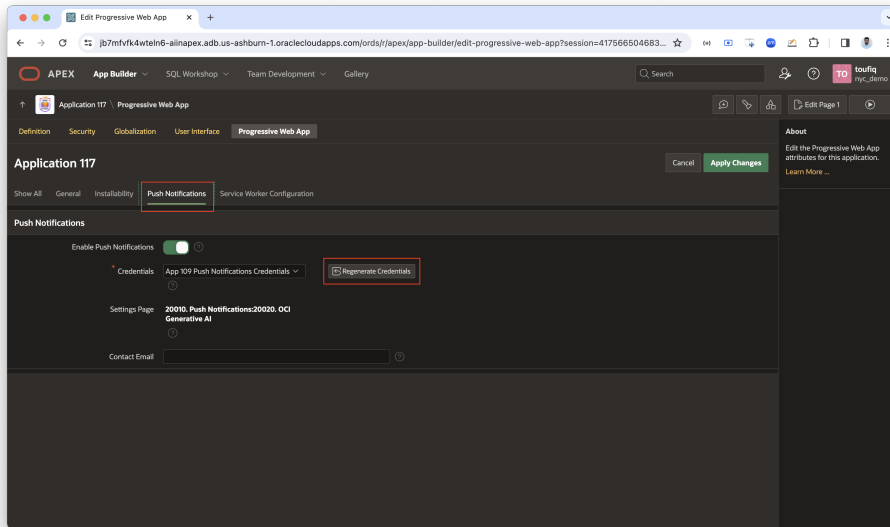 Edit Progressive Web App
jb7mfvfk4wteln6-aiinapex.adb.us-ashburn-1.oraclecloudapps.com/ords/r/apex/app-builder/edit-progressive-web-app?session=417566504683...
APEX App Builder SQL Workshop Team Development Gallery Search TO toufiq
nyc_demo
Application 117 \ Progressive Web App Edit Page 1
Definition Security Globalization User Interface Progressive Web App
About
Edit the Progressive Web App
attributes for this application.
Learn More ...
Application 117 Cancel Apply Changes
Show All General Installability Push Notifications Service Worker Configuration
Push Notifications
Enable Push Notifications ?
* Credentials App 109 Push Notifications Credentials Regenerate Credentials
?
Settings Page 20010. Push Notifications:20020. OCI
Generative AI
?
Contact Email ?